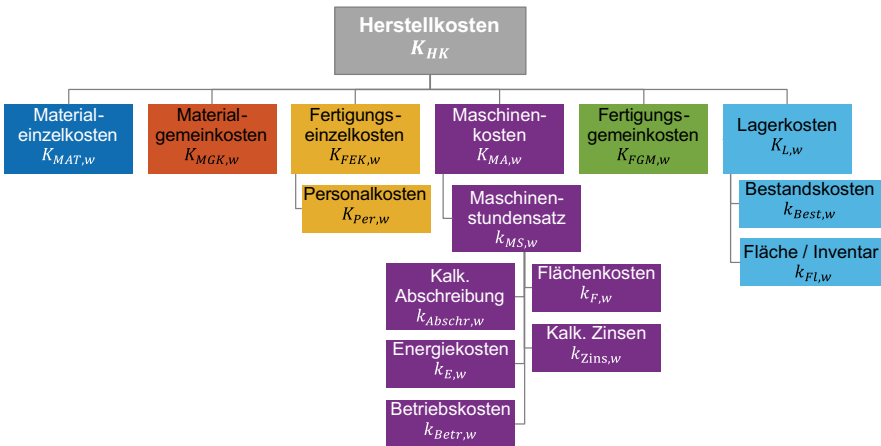 Herstellkosten
K_HK
Material-
einzelkosten
K_MAT,w
Material-
gemeinkosten
K_MGK,w
Fertigungs-
einzelkosten
K_FEK,w
Maschinen-
kosten
K_MA,w
Fertigungs-
gemeinkosten
K_FGM,w
Lagerkosten
K_L,w
Personalkosten
K_Per,w
Maschinen-
stundensatz
k_MS,w
Bestandskosten
k_Best,w
Fläche / Inventar
k_Fl,w
Kalk.
Abschreibung
k_Abschr,w
Flächenkosten
k_F,w
Energiekosten
k_E,w
Kalk. Zinsen
k_Zins,w
Betriebskosten
k_Betr,w